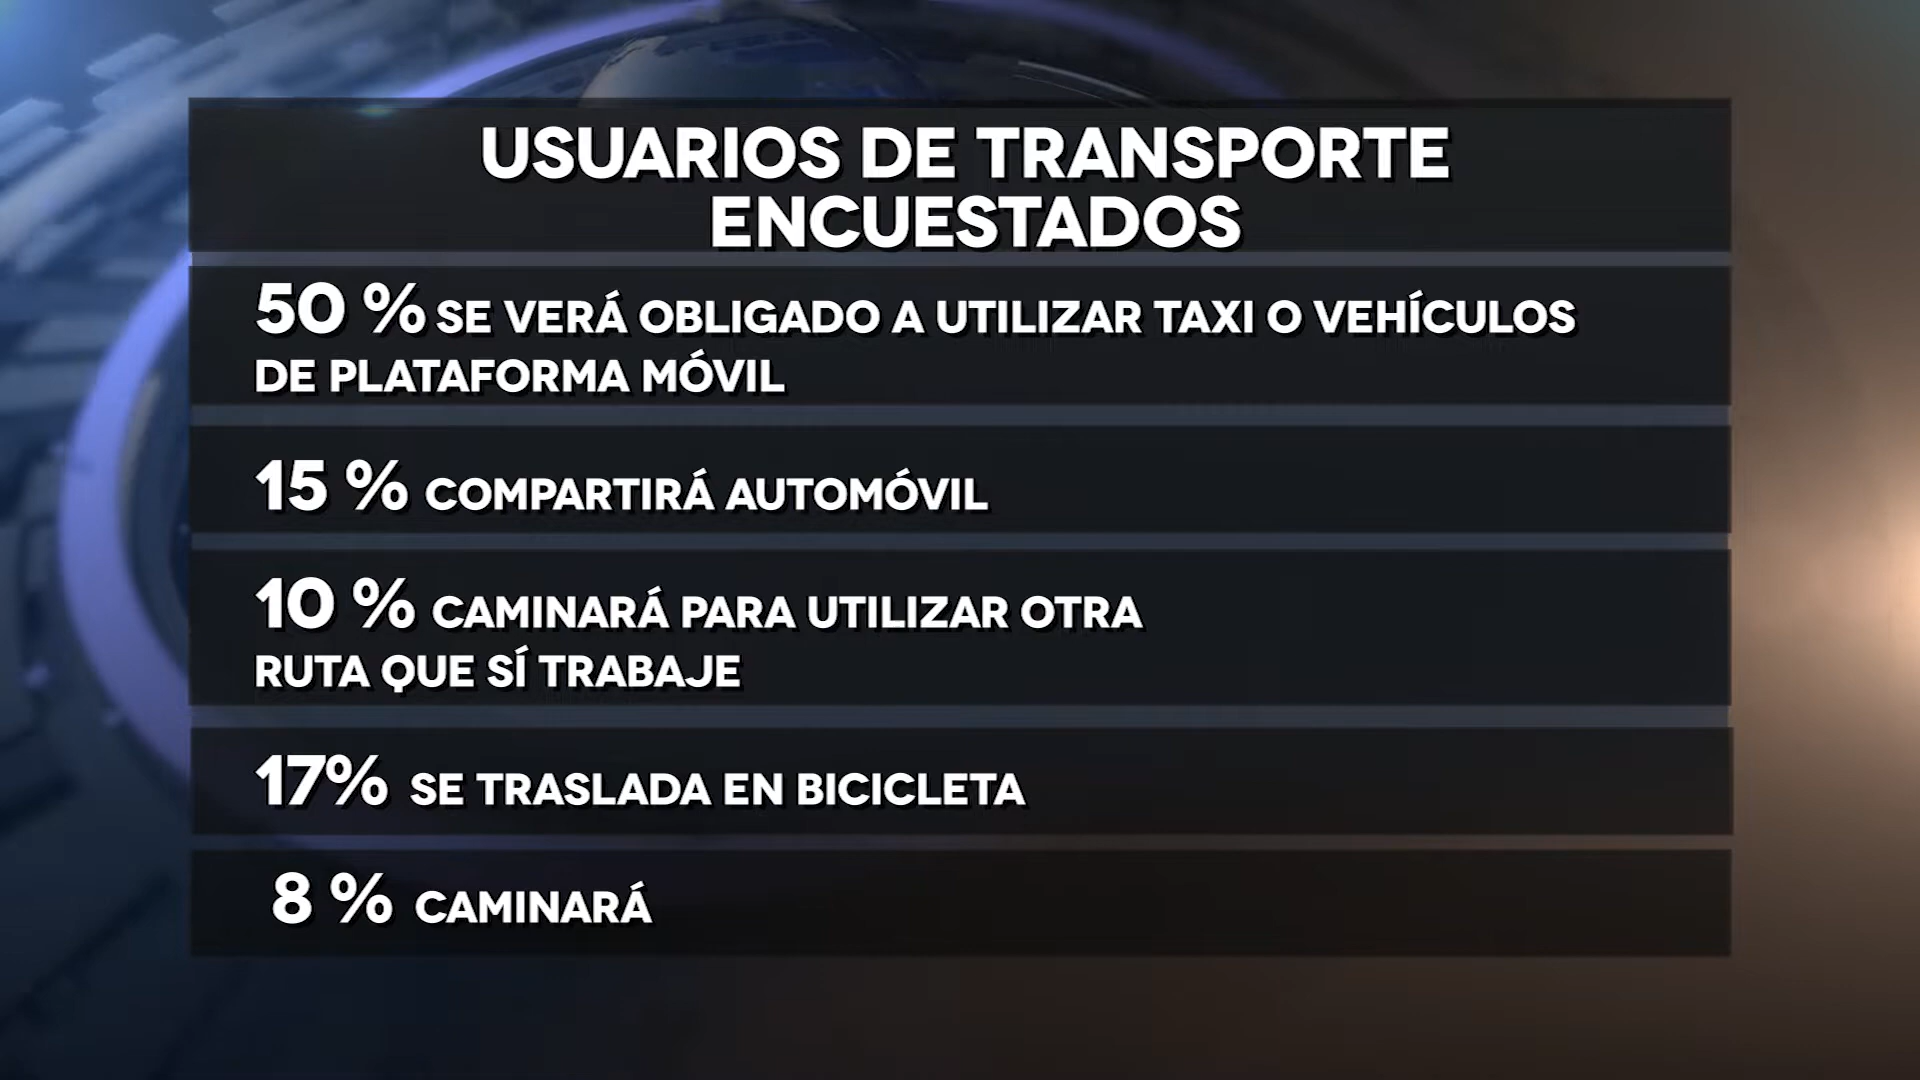 USUARIOS DE TRANSPORTE
ENCUESTADOS
50 % SE VERÁ OBLIGADO A UTILIZAR TAXI O VEHÍCULOS
DE PLATAFORMA MÓVIL
15 % COMPARTIRÁ AUTOMÓVIL
10 % CAMINARÁ PARA UTILIZAR OTRA
RUTA QUE SÍ TRABAJE
17% SE TRASLADA EN BICICLETA
8 % CAMINARÁ